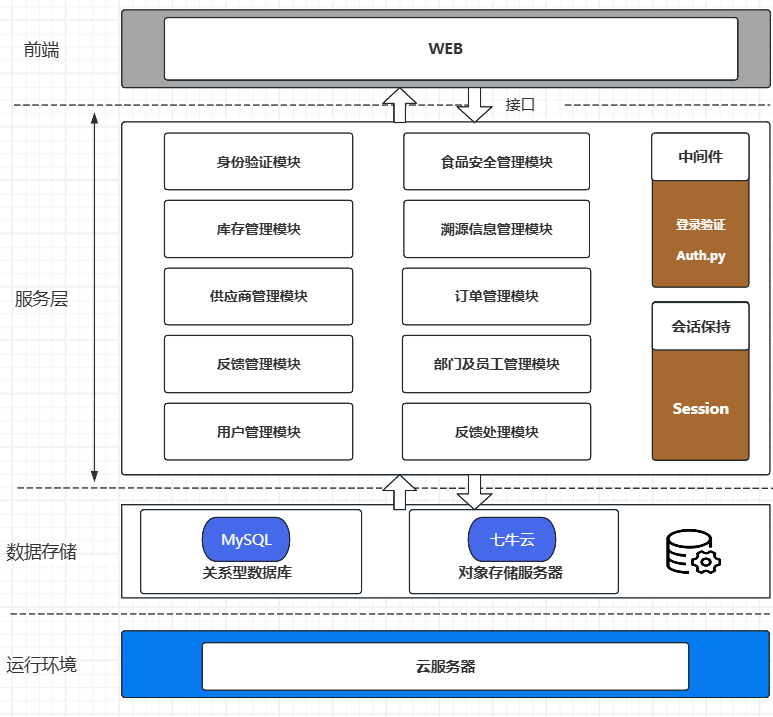 前端
WEB
接口
服务层
身份验证模块
食品安全管理模块
中间件
库存管理模块
溯源信息管理模块
登录验证
Auth.py
供应商管理模块
订单管理模块
会话保持
反馈管理模块
部门及员工管理模块
Session
用户管理模块
反馈处理模块
数据存储
MySQL
关系型数据库
七牛云
对象存储服务器
运行环境
云服务器